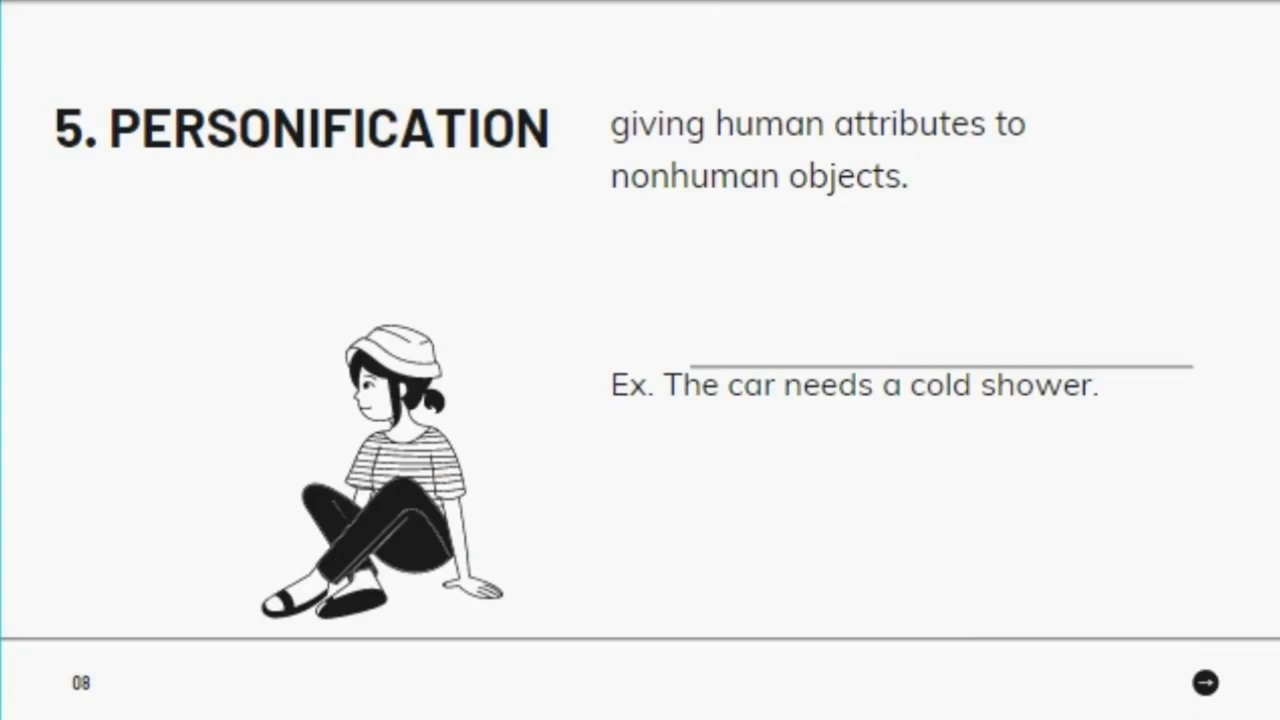 5. PERSONIFICATION
giving human attributes to
nonhuman objects.
Ex. The car needs a cold shower.
08